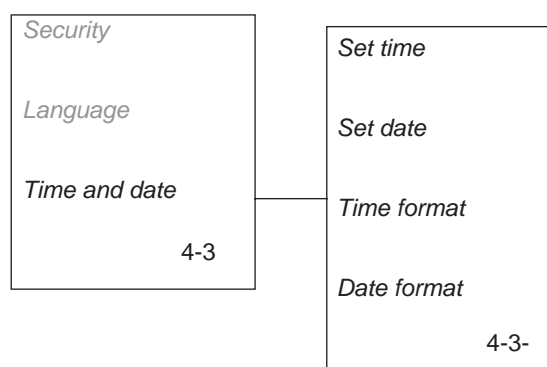 Security
Language
Time and date
4-3
Set time
Set date
Time format
Date format
4-3-